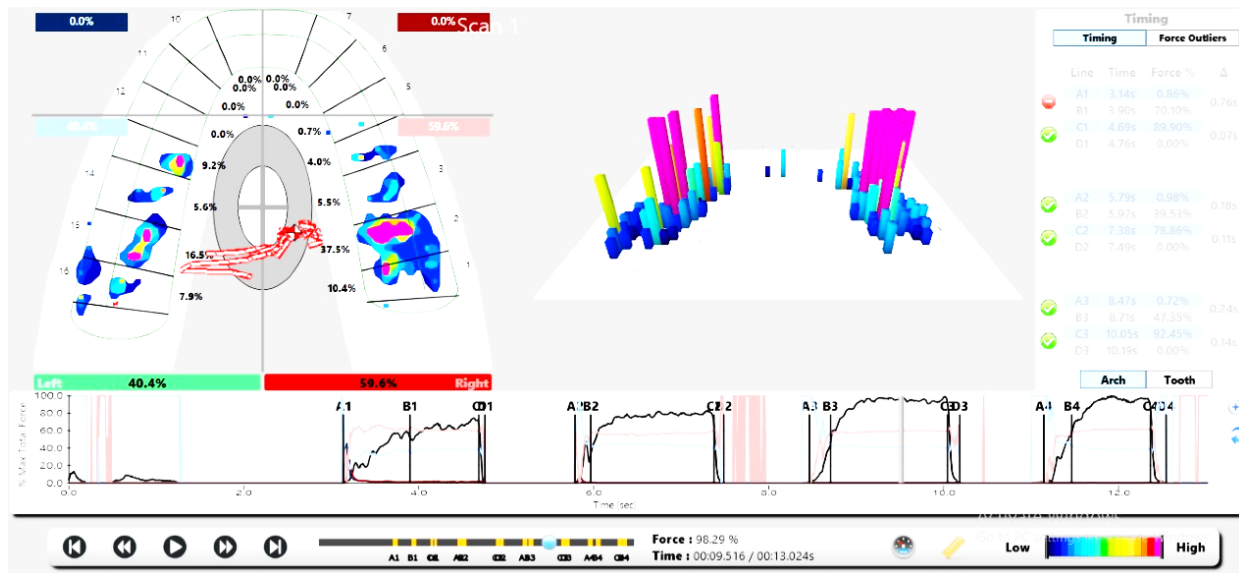 0.0%
0.0%
Scan 1
10
7
11
6
12
5
0.0% 0.0%
0.0% 0.0%
0.0% 0.0%
40.4%
59.6%
0.0% 0.7%
9.2% 4.0%
14
3
5.6% 5.5%
15
2
16.5% 37.5%
16
1
7.9% 10.4%
Left 40.4% 59.6% Right
Timing
Timing Force Outliers
Line Time Force % Δ
A1 3.14s 0.86% 0.76s
B1 3.90s 70.10%
C1 4.69s 89.90% 0.07s
D1 4.76s 0.00%
A2 5.79s 0.98% 0.18s
B2 5.97s 39.53%
C2 7.38s 78.86% 0.11s
D2 7.49s 0.00%
A3 8.47s 0.72% 0.24s
B3 8.71s 47.35%
C3 10.05s 92.45% 0.14s
D3 10.19s 0.00%
Arch Tooth
% Max Total Force
100.0
80.0
60.0
40.0
20.0
0.0
A1 B1 D1 B2 C2 A3 B3 C3 D3 A4 B4 C4
0.0 2.0 4.0 6.0 8.0 10.0 12.0
Time (sec)
A1 B1
Force : 98.29 %
Time : 00:09.516 / 00:13.024s
Low High